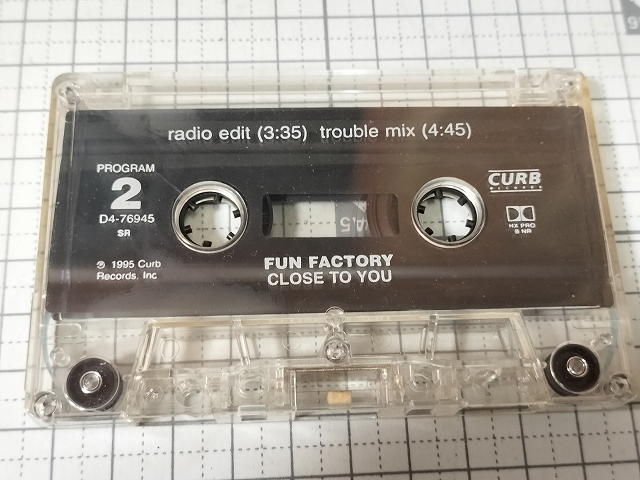 radio edit (3:35) trouble mix (4:45)
PROGRAM
2
D4-76945
SR
℗ 1995 Curb
Records, Inc
CURB
RECORDS
HX PRO
B NR
FUN FACTORY
CLOSE TO YOU